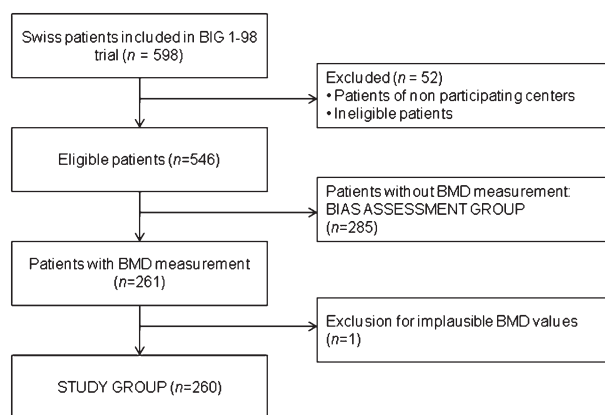 Swiss patients included in BIG 1-98
trial (n = 598)
Excluded (n = 52)
• Patients of non participating centers
• Ineligible patients
Eligible patients (n=546)
Patients without BMD measurement:
BIAS ASSESSMENT GROUP
(n=285)
Patients with BMD measurement
(n=261)
Exclusion for implausible BMD values
(n=1)
STUDY GROUP (n=260)